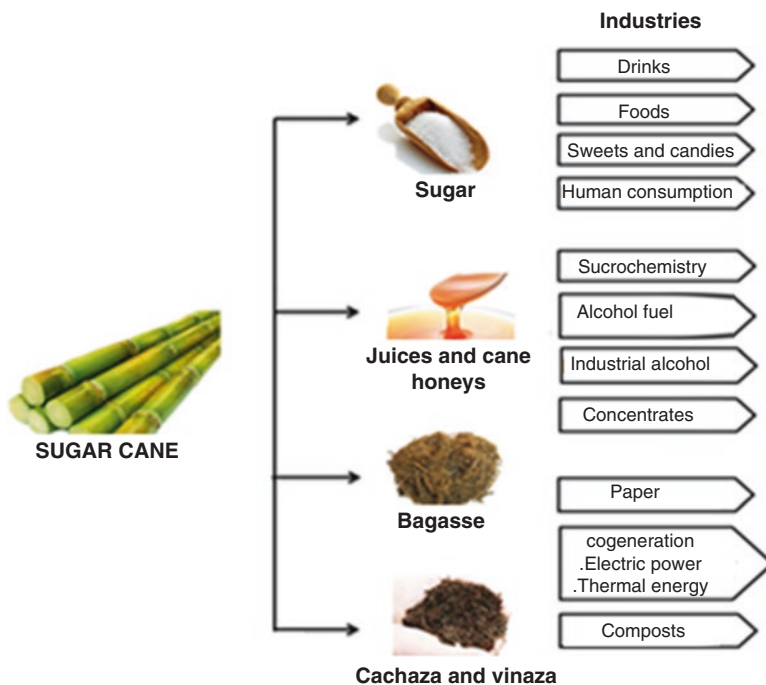 Industries
Drinks
Foods
Sweets and candies
Human consumption
Sugar
Sucrochemistry
Alcohol fuel
Industrial alcohol
Concentrates
Juices and cane
honeys
SUGAR CANE
Paper
cogeneration
.Electric power
.Thermal energy
Bagasse
Composts
Cachaza and vinaza